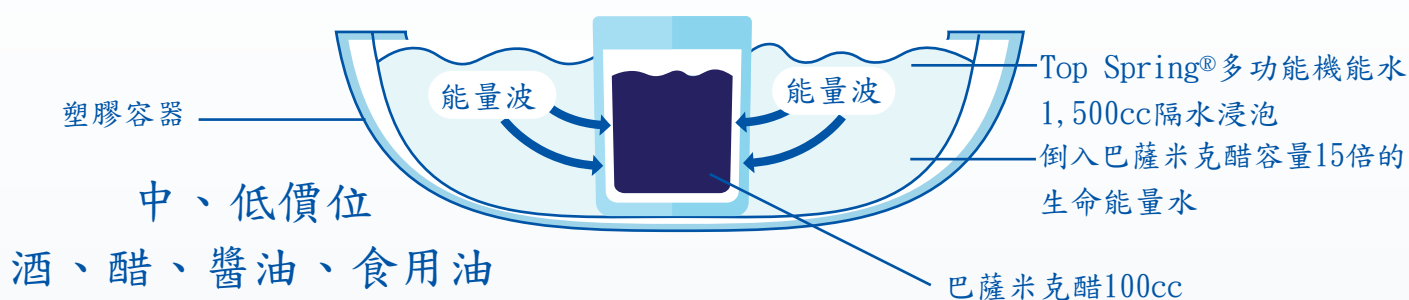 塑膠容器
能量波
能量波
Top Spring®多功能機能水
1,500cc隔水浸泡
倒入巴薩米克醋容量15倍的
生命能量水
巴薩米克醋100cc
中、低價位
酒、醋、醬油、食用油